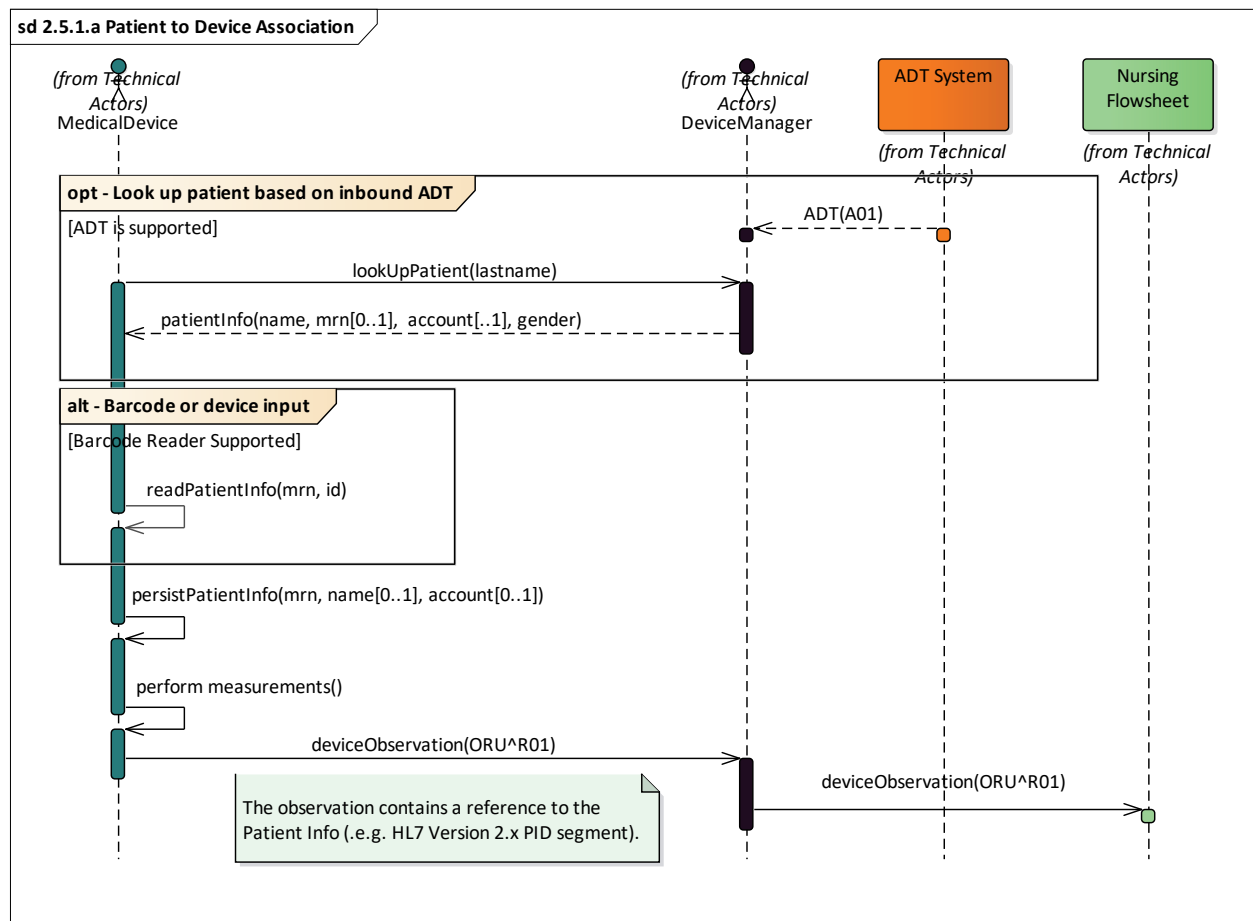 sd 2.5.1.a Patient to Device Association
(from Technical
Actors)
MedicalDevice
(from Technical
Actors)
DeviceManager
ADT System
(from Technical
Actors)
Nursing
Flowsheet
(from Technical
Actors)
opt - Look up patient based on inbound ADT
[ADT is supported]
ADT(A01)
lookUpPatient(lastname)
patientInfo(name, mrn[0..1],  account[..1], gender)
alt - Barcode or device input
[Barcode Reader Supported]
readPatientInfo(mrn, id)
persistPatientInfo(mrn, name[0..1], account[0..1])
perform measurements()
deviceObservation(ORU^R01)
deviceObservation(ORU^R01)
The observation contains a reference to the
Patient Info (.e.g. HL7 Version 2.x PID segment).